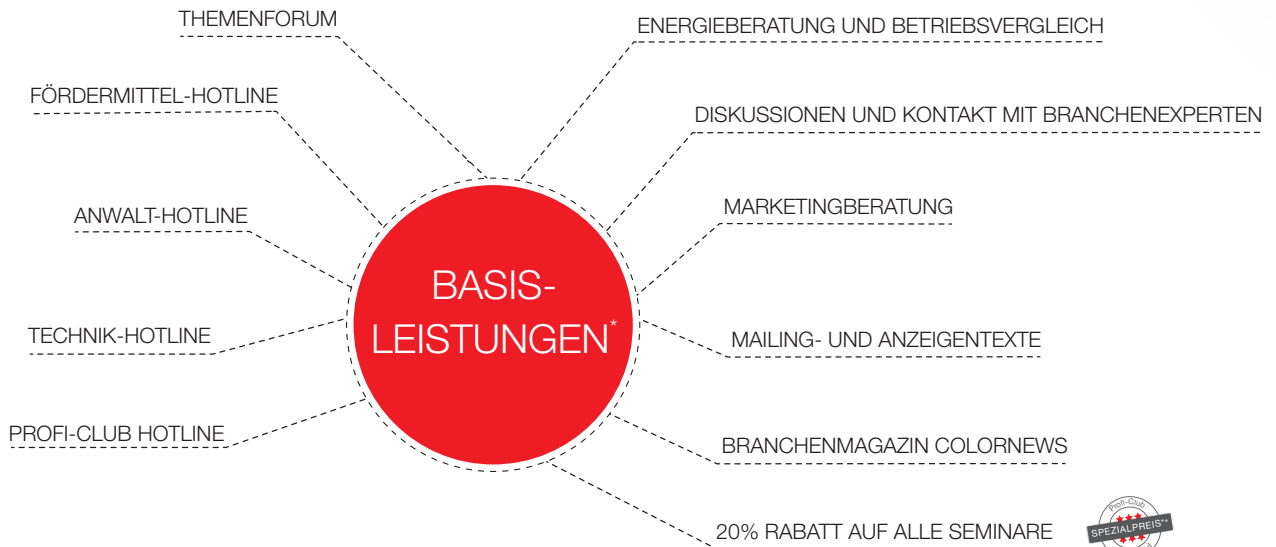 THEMENFORUM
ENERGIEBERATUNG UND BETRIEBSVERGLEICH
FÖRDERMITTEL-HOTLINE
DISKUSSIONEN UND KONTAKT MIT BRANCHENEXPERTEN
ANWALT-HOTLINE
MARKETINGBERATUNG
BASIS-
LEISTUNGEN*
TECHNIK-HOTLINE
MAILING- UND ANZEIGENTEXTE
PROFI-CLUB HOTLINE
BRANCHENMAGAZIN COLORNEWS
20% RABATT AUF ALLE SEMINARE
Profi-Club
SPEZIALPREIS**